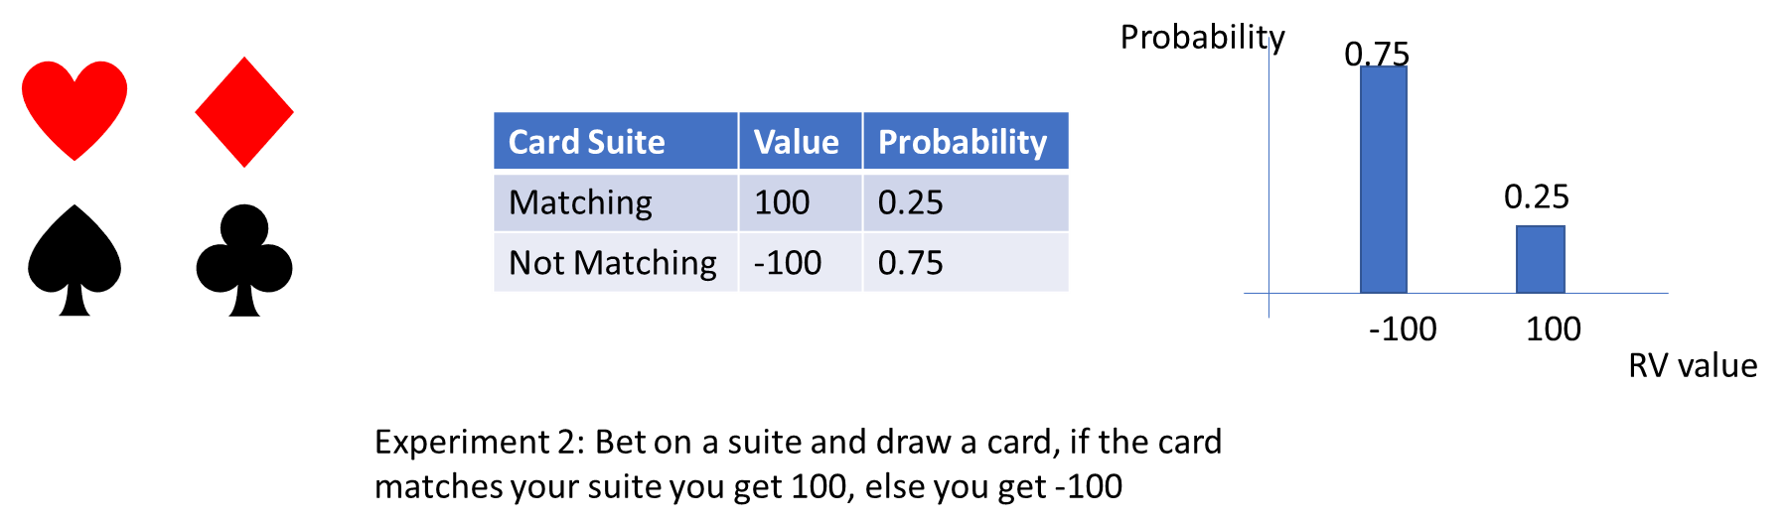 Card Suite Value Probability
Matching 100 0.25
Not Matching -100 0.75
Probability
0.75
0.25
-100 100
RV value
Experiment 2: Bet on a suite and draw a card, if the card
matches your suite you get 100, else you get -100